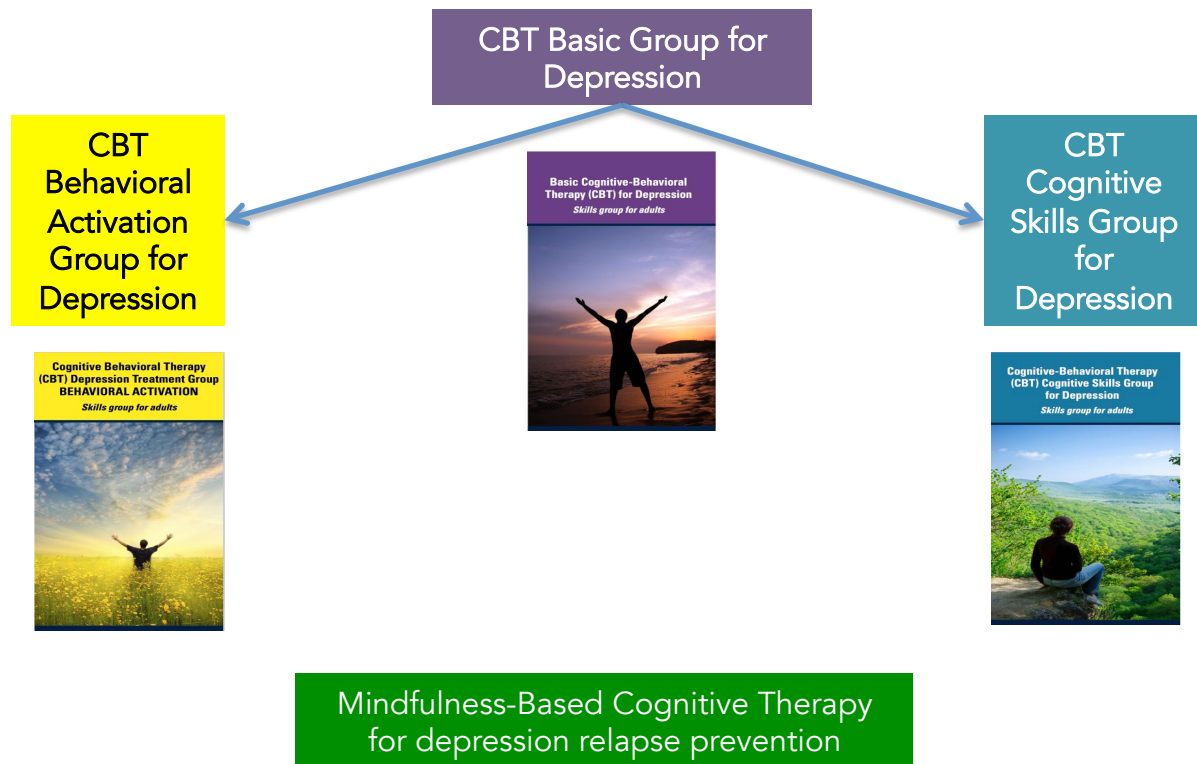 CBT Basic Group for
Depression
CBT
Behavioral
Activation
Group for
Depression
CBT
Cognitive
Skills Group
for
Depression
Basic Cognitive-Behavioral
Therapy (CBT) for Depression
Skills group for adults
Cognitive Behavioral Therapy
(CBT) Depression Treatment Group
BEHAVIORAL ACTIVATION
Skills group for adults
Cognitive-Behavioral Therapy
(CBT) Cognitive Skills Group
for Depression
Skills group for adults
Mindfulness-Based Cognitive Therapy
for depression relapse prevention